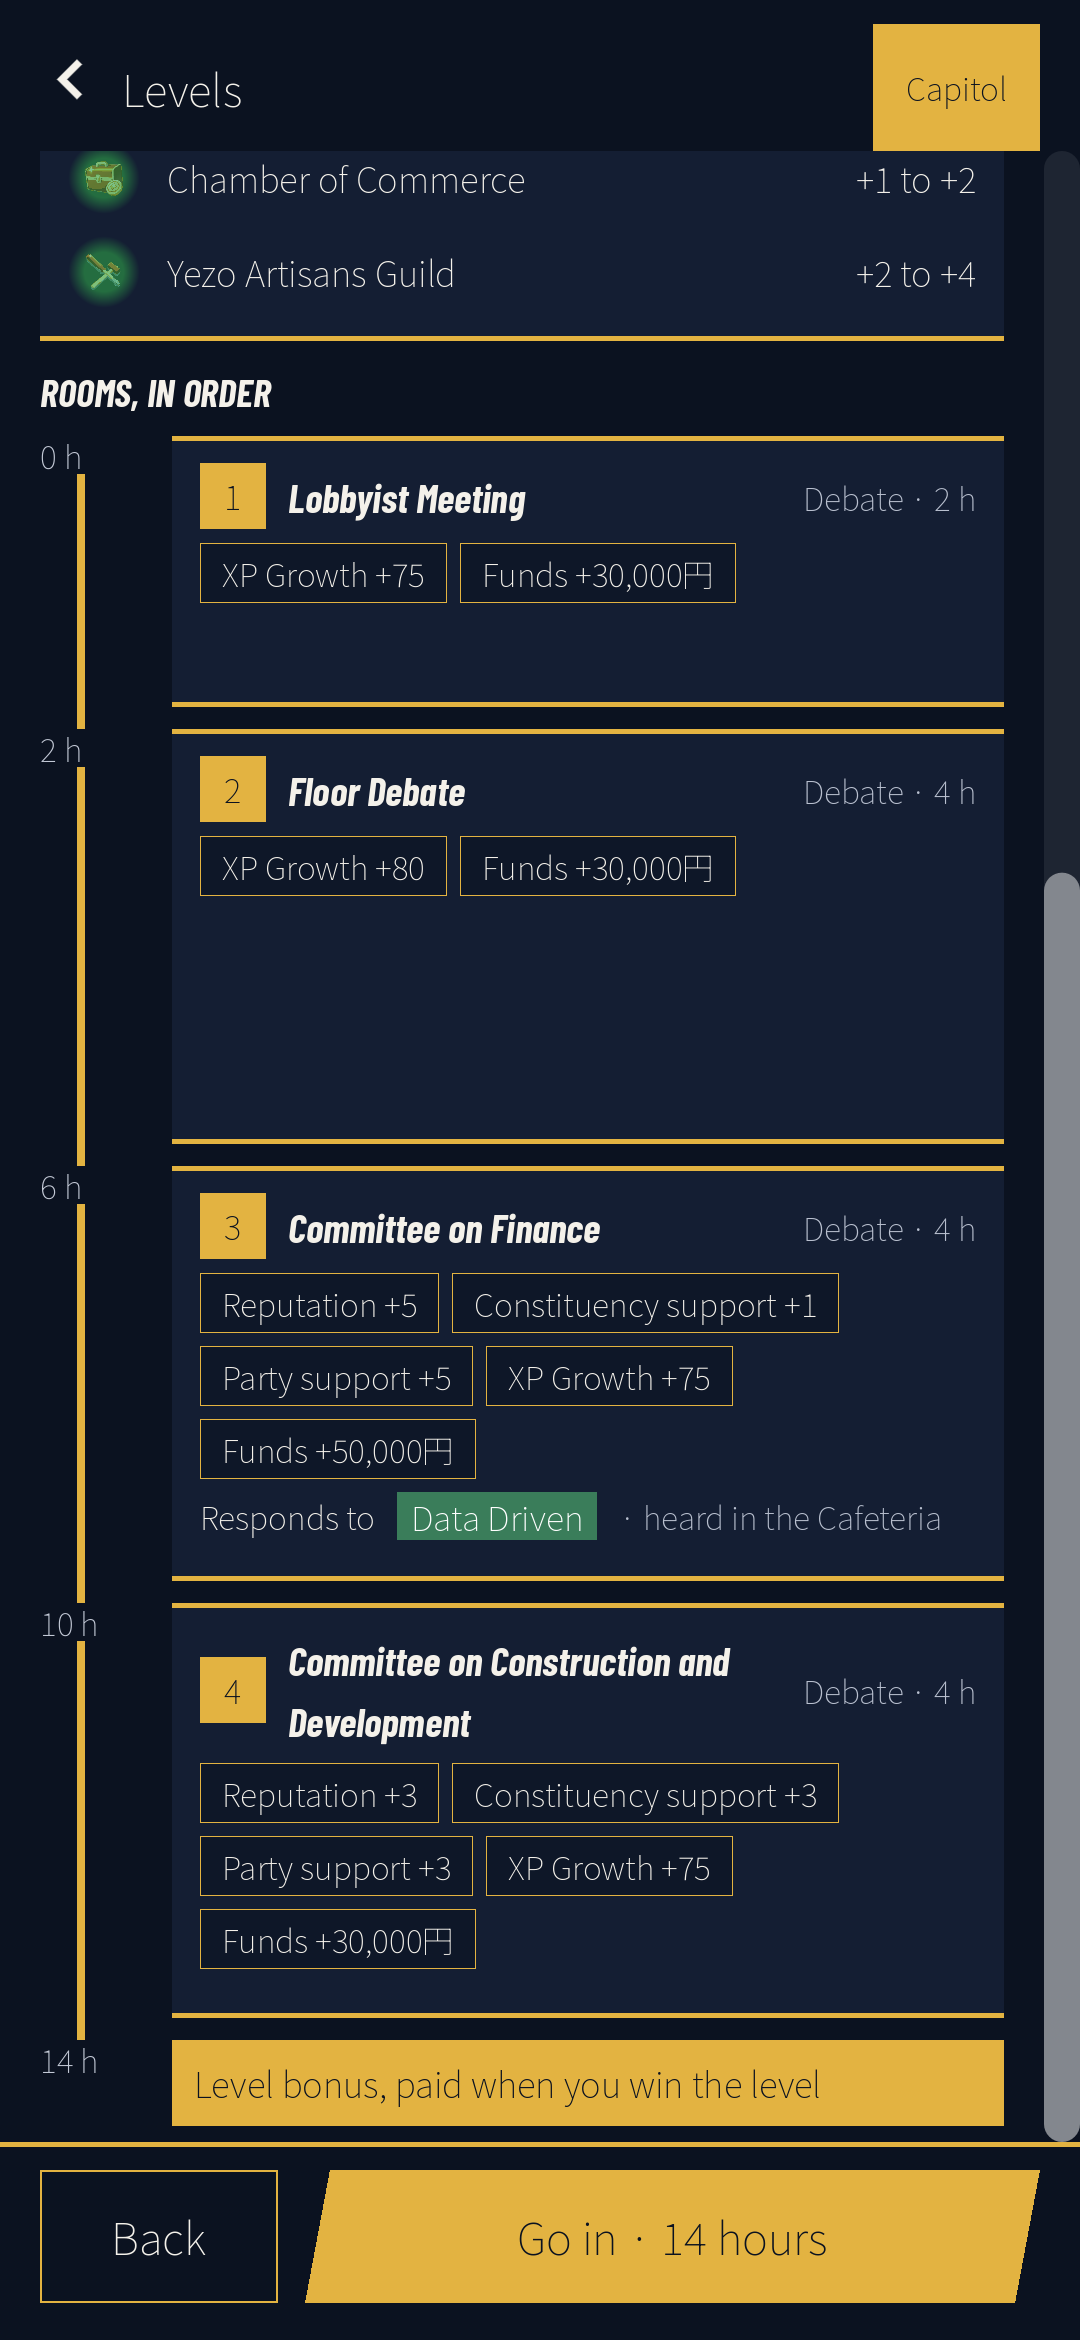 Levels
Capitol
Chamber of Commerce +1 to +2
Yezo Artisans Guild +2 to +4
ROOMS, IN ORDER
0 h
1 Lobbyist Meeting Debate · 2 h
XP Growth +75 Funds +30,000円
2 h
2 Floor Debate Debate · 4 h
XP Growth +80 Funds +30,000円
6 h
3 Committee on Finance Debate · 4 h
Reputation +5 Constituency support +1
Party support +5 XP Growth +75
Funds +50,000円
Responds to Data Driven · heard in the Cafeteria
10 h
4 Committee on Construction and
Development Debate · 4 h
Reputation +3 Constituency support +3
Party support +3 XP Growth +75
Funds +30,000円
14 h
Level bonus, paid when you win the level
Back
Go in · 14 hours